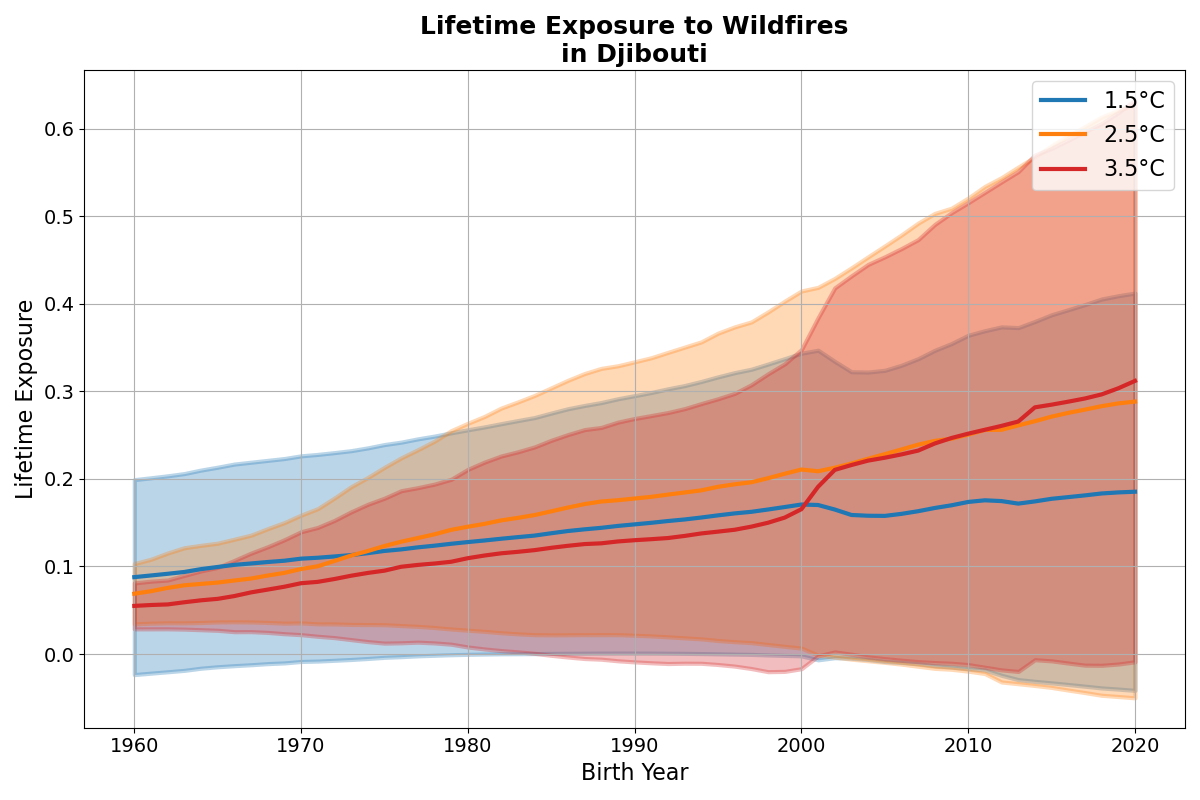 Lifetime Exposure to Wildfires
in Djibouti
1.5°C
2.5°C
3.5°C
Lifetime Exposure
0.6
0.5
0.4
0.3
0.2
0.1
0.0
1960 1970 1980 1990 2000 2010 2020
Birth Year